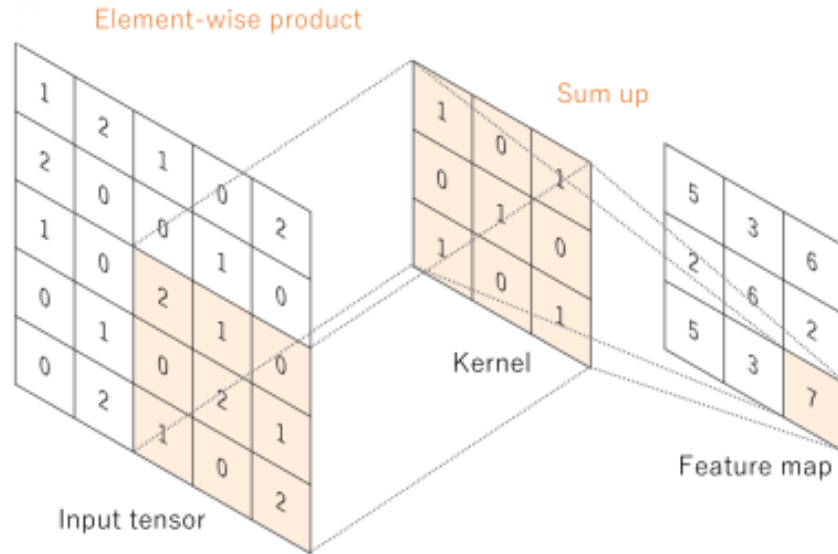 Element-wise product
Sum up
1 2 1 0 2
2 0 0 1 0
1 0 2 1 0
0 1 0 2 1
0 2 1 0 2
Input tensor
1 0 1
0 1 0
1 0 1
Kernel
5 3 6
2 6 2
5 3 7
Feature map